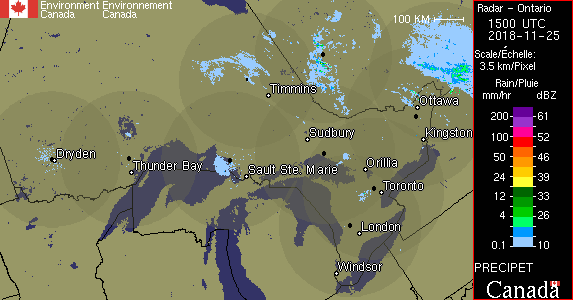 Environment Environnement
Canada Canada
100 KM
Timmins
Ottawa
Sudbury
Kingston
Dryden
Thunder Bay
Sault Ste. Marie
Orillia
Toronto
London
Windsor
Radar - Ontario
1500 UTC
2018-11-25
Scale/Échelle:
3.5 km/Pixel
Rain/Pluie
mm/hr dBZ
200 61
100 52
50 46
24 39
12 33
4 26
0.1 10
PRECIPET
Canada